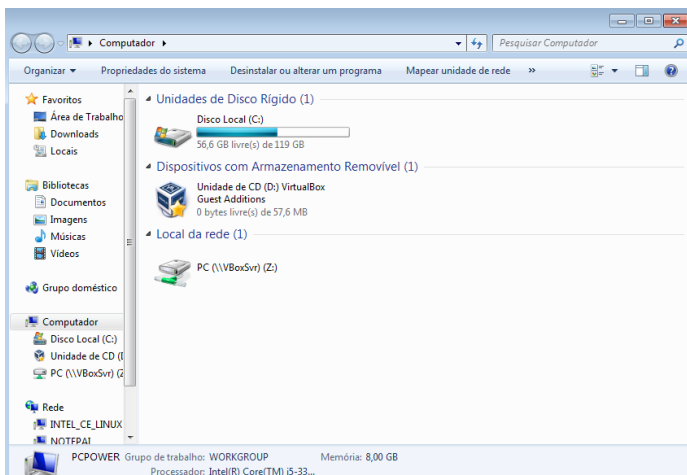 Computador
Pesquisar Computador
Organizar Propriedades do sistema Desinstalar ou alterar um programa Mapear unidade de rede »
Favoritos
Área de Trabalho
Downloads
Locais
Bibliotecas
Documentos
Imagens
Músicas
Vídeos
Grupo doméstico
Computador
Disco Local (C:)
Unidade de CD (
PC (\\VBoxSvr) (Z
Rede
INTEL_CE_LINUX
NOTEPAI
Unidades de Disco Rígido (1)
Disco Local (C:)
56,6 GB livre(s) de 119 GB
Dispositivos com Armazenamento Removível (1)
Unidade de CD (D:) VirtualBox
Guest Additions
0 bytes livre(s) de 57,6 MB
Local da rede (1)
PC (\\VBoxSvr) (Z:)
PCPOWER Grupo de trabalho: WORKGROUP Memória: 8,00 GB
Processador: Intel(R) Core(TM) i5-33...